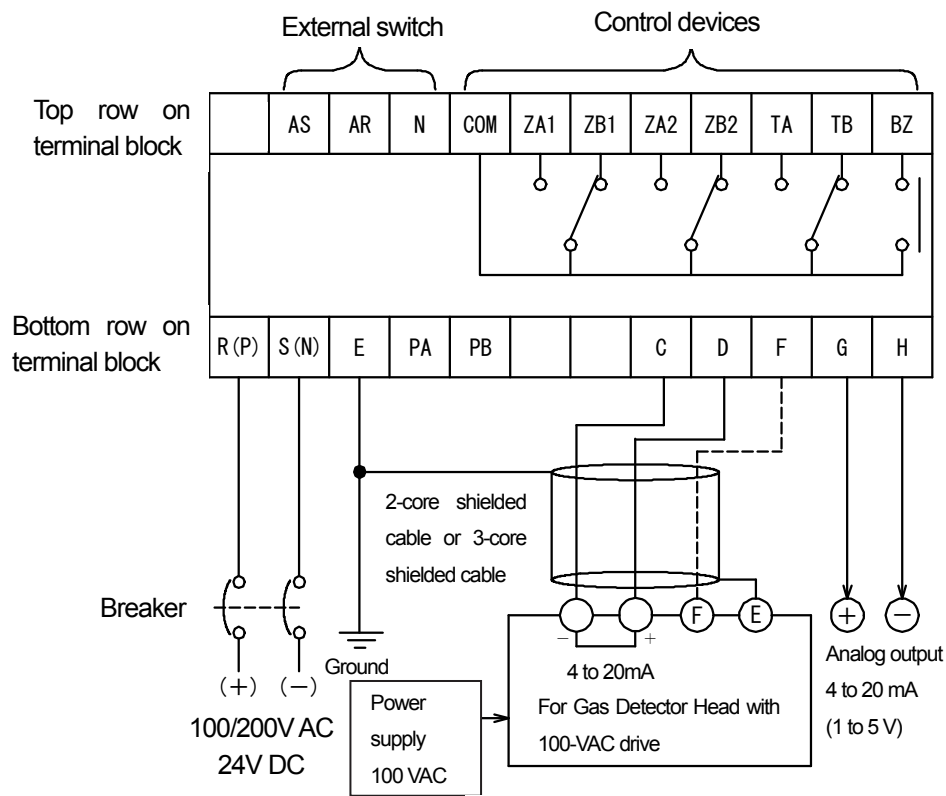 External switch
Control devices
Top row on
terminal block
AS AR N COM ZA1 ZB1 ZA2 ZB2 TA TB BZ
Bottom row on
terminal block
R(P) S(N) E PA PB C D F G H
2-core shielded
cable or 3-core
shielded cable
Breaker
Ground
(+) (−)
100/200V AC
24V DC
Power
supply
100 VAC
F E
− +
4 to 20mA
For Gas Detector Head with
100-VAC drive
+ −
Analog output
4 to 20 mA
(1 to 5 V)